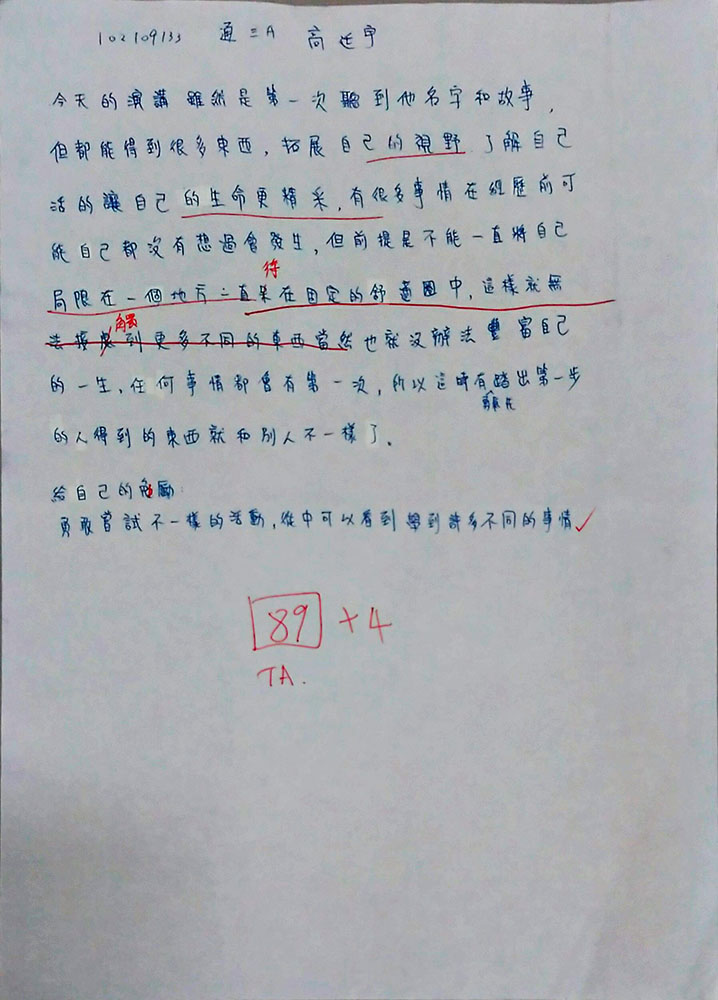 102109133 通三A 高廷宇
今天的演講雖然是第一次聽到他名字和故事,
但都能得到很多東西,拓展自己的視野了解自己
活的讓自己的生命更精采,有很多事情在經歷前可
能自己都沒有想過會發生,但前提是不能一直將自己
待
局限在一個地方一直呆在固定的舒適圈中,這樣就無
觸
法接應到更多不同的東西當然也就沒辦法豐富自己
的一生、任何事情都會有第一次,所以這時有踏出第一步
願先
的人得到的東西就和別人不一樣了。
給自己的勉勵:
勇敢嘗試不一樣的活動,從中可以看到學到許多不同的事情✓
89 +4
TA.